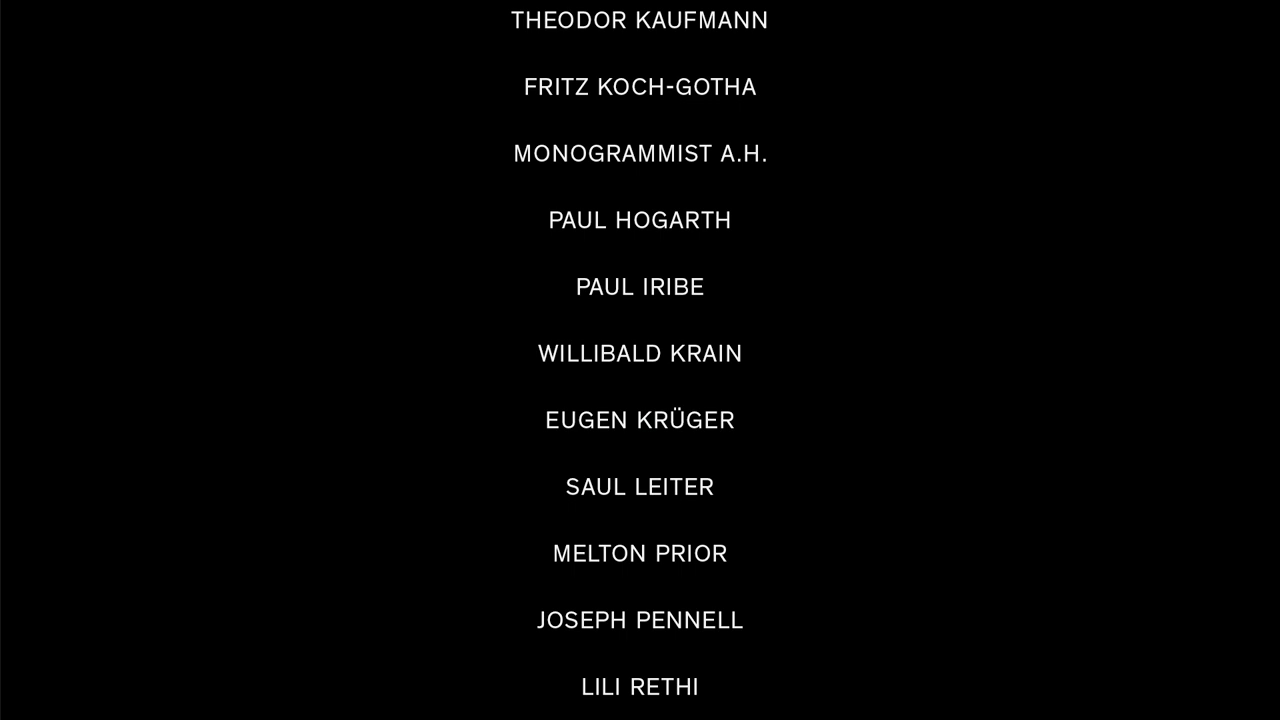 THEODOR KAUFMANN
FRITZ KOCH-GOTHA
MONOGRAMMIST A.H.
PAUL HOGARTH
PAUL IRIBE
WILLIBALD KRAIN
EUGEN KRÜGER
SAUL LEITER
MELTON PRIOR
JOSEPH PENNELL
LILI RETHI